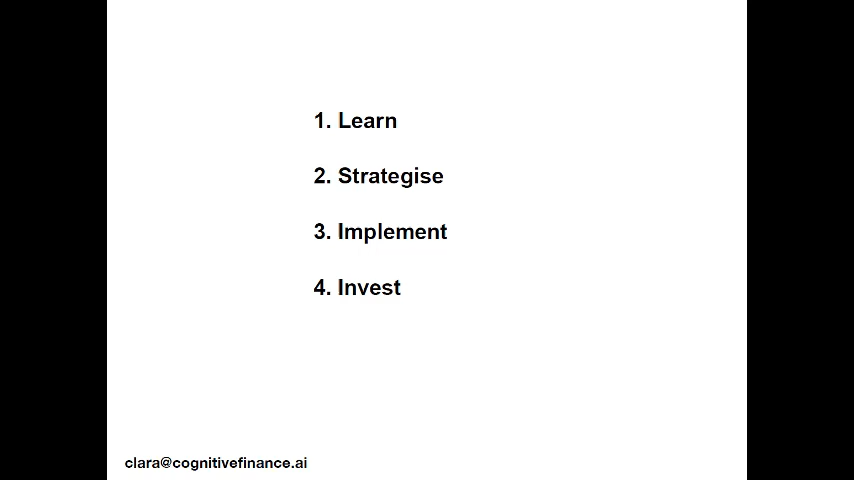 1. Learn
2. Strategise
3. Implement
4. Invest
clara@cognitivefinance.ai